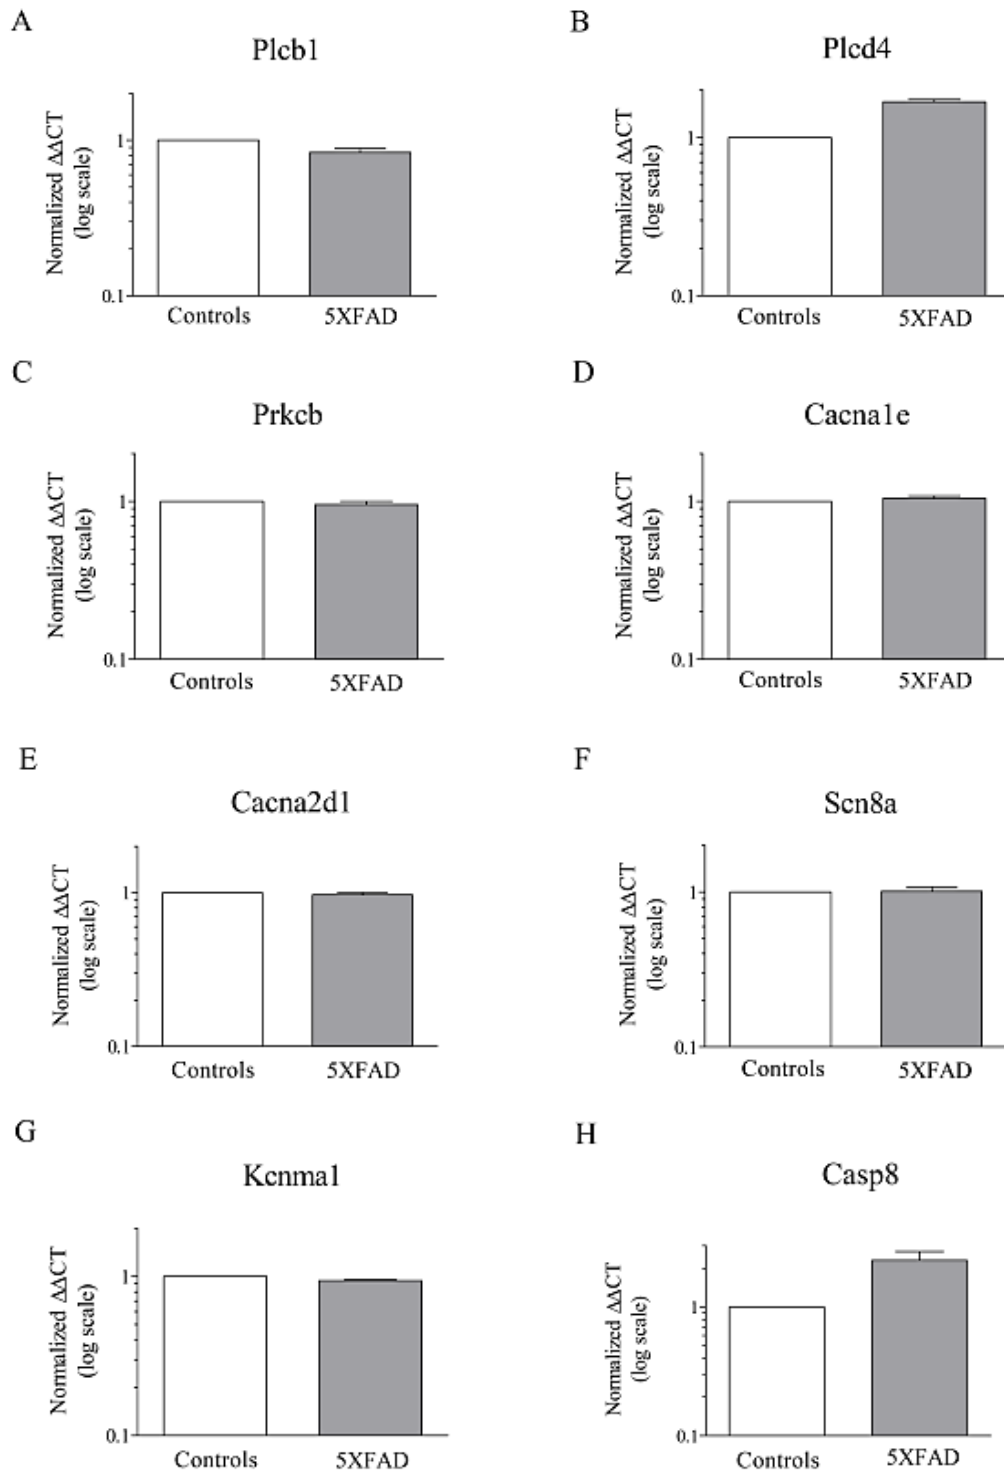 A
Plcb1
Normalized ΔΔCT
(log scale)
1
0.1
Controls
5XFAD
B
Plcd4
Normalized ΔΔCT
(log scale)
1
0.1
Controls
5XFAD
C
Prkcb
Normalized ΔΔCT
(log scale)
1
0.1
Controls
5XFAD
D
Cacna1e
Normalized ΔΔCT
(log scale)
1
0.1
Controls
5XFAD
E
Cacna2d1
Normalized ΔΔCT
(log scale)
1
0.1
Controls
5XFAD
F
Scn8a
Normalized ΔΔCT
(log scale)
1
0.1
Controls
5XFAD
G
Kcnma1
Normalized ΔΔCT
(log scale)
1
0.1
Controls
5XFAD
H
Casp8
Normalized ΔΔCT
(log scale)
1
0.1
Controls
5XFAD